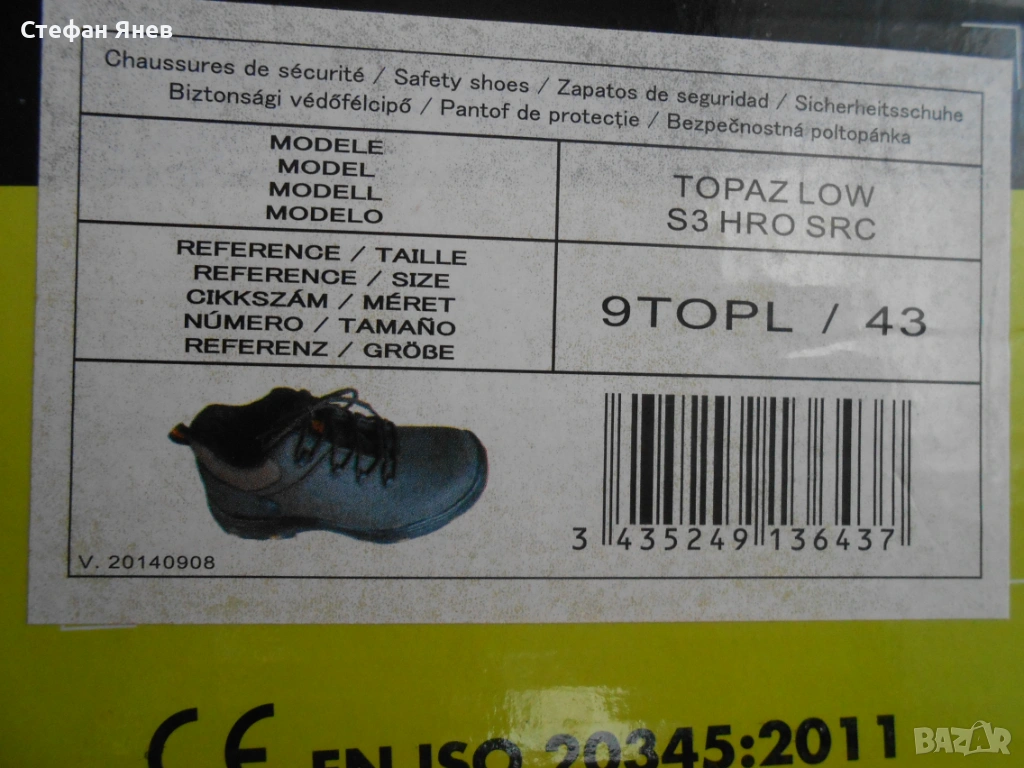 Стефан Янев
Chaussures de sécurité / Safety shoes / Zapatos de seguridad / Sicherheitsschuhe
Biztonsági védőfélcipő / Pantof de protecţie / Bezpečnostná poltopánka
MODELE
MODEL
MODELL
MODELO
TOPAZ LOW
S3 HRO SRC
REFERENCE / TAILLE
REFERENCE / SIZE
CIKKSZÁM / MÉRET
NÚMERO / TAMAÑO
REFERENZ / GRÖßE
9TOPL / 43
3 435249 136437
V. 20140908
CE EN ISO 20345:2011
BAZAR